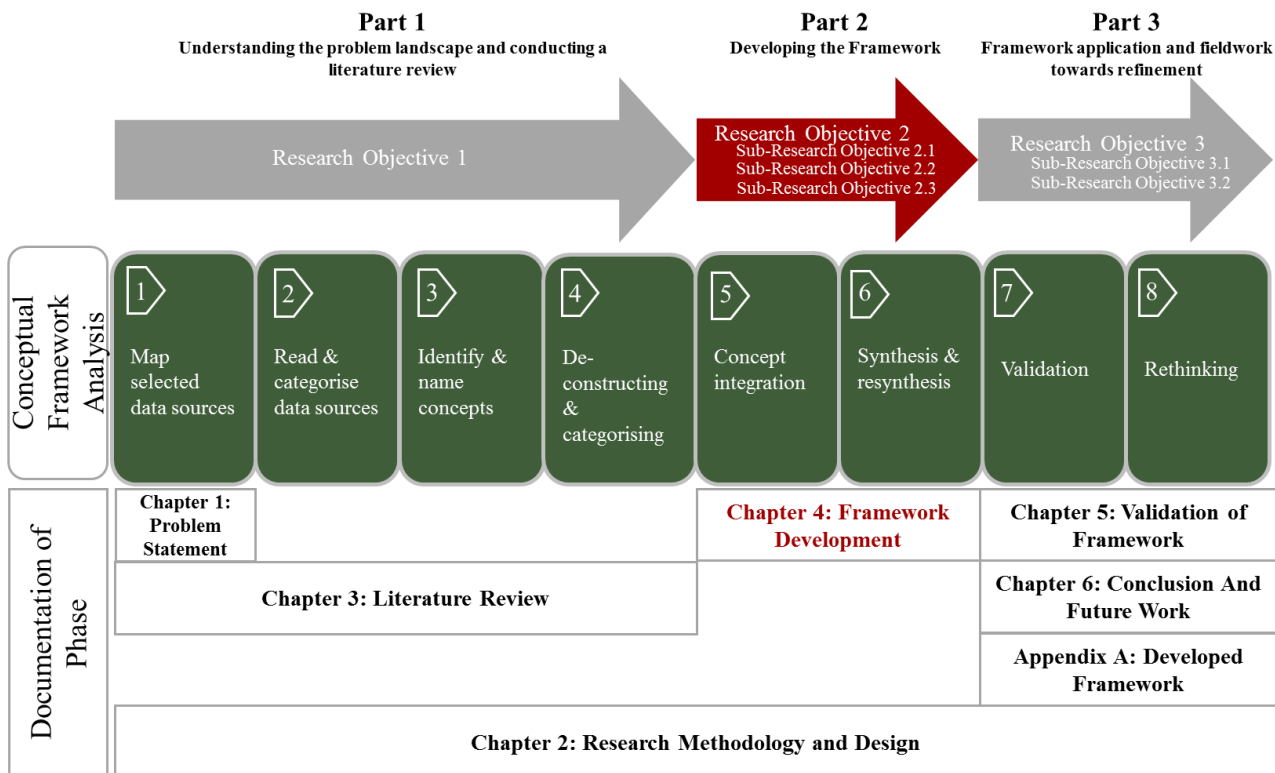 Part 1
Understanding the problem landscape and conducting a
literature review
Part 2
Developing the Framework
Part 3
Framework application and fieldwork
towards refinement
Research Objective 1
Research Objective 2
Sub-Research Objective 2.1
Sub-Research Objective 2.2
Sub-Research Objective 2.3
Research Objective 3
Sub-Research Objective 3.1
Sub-Research Objective 3.2
Conceptual
Framework
Analysis
1
Map
selected
data sources
2
Read &
categorise
data sources
3
Identify &
name
concepts
4
De-
constructing
&
categorising
5
Concept
integration
6
Synthesis &
resynthesis
7
Validation
8
Rethinking
Documentation of
Phase
Chapter 1:
Problem
Statement
Chapter 4: Framework
Development
Chapter 5: Validation of
Framework
Chapter 3: Literature Review
Chapter 6: Conclusion And
Future Work
Appendix A: Developed
Framework
Chapter 2: Research Methodology and Design